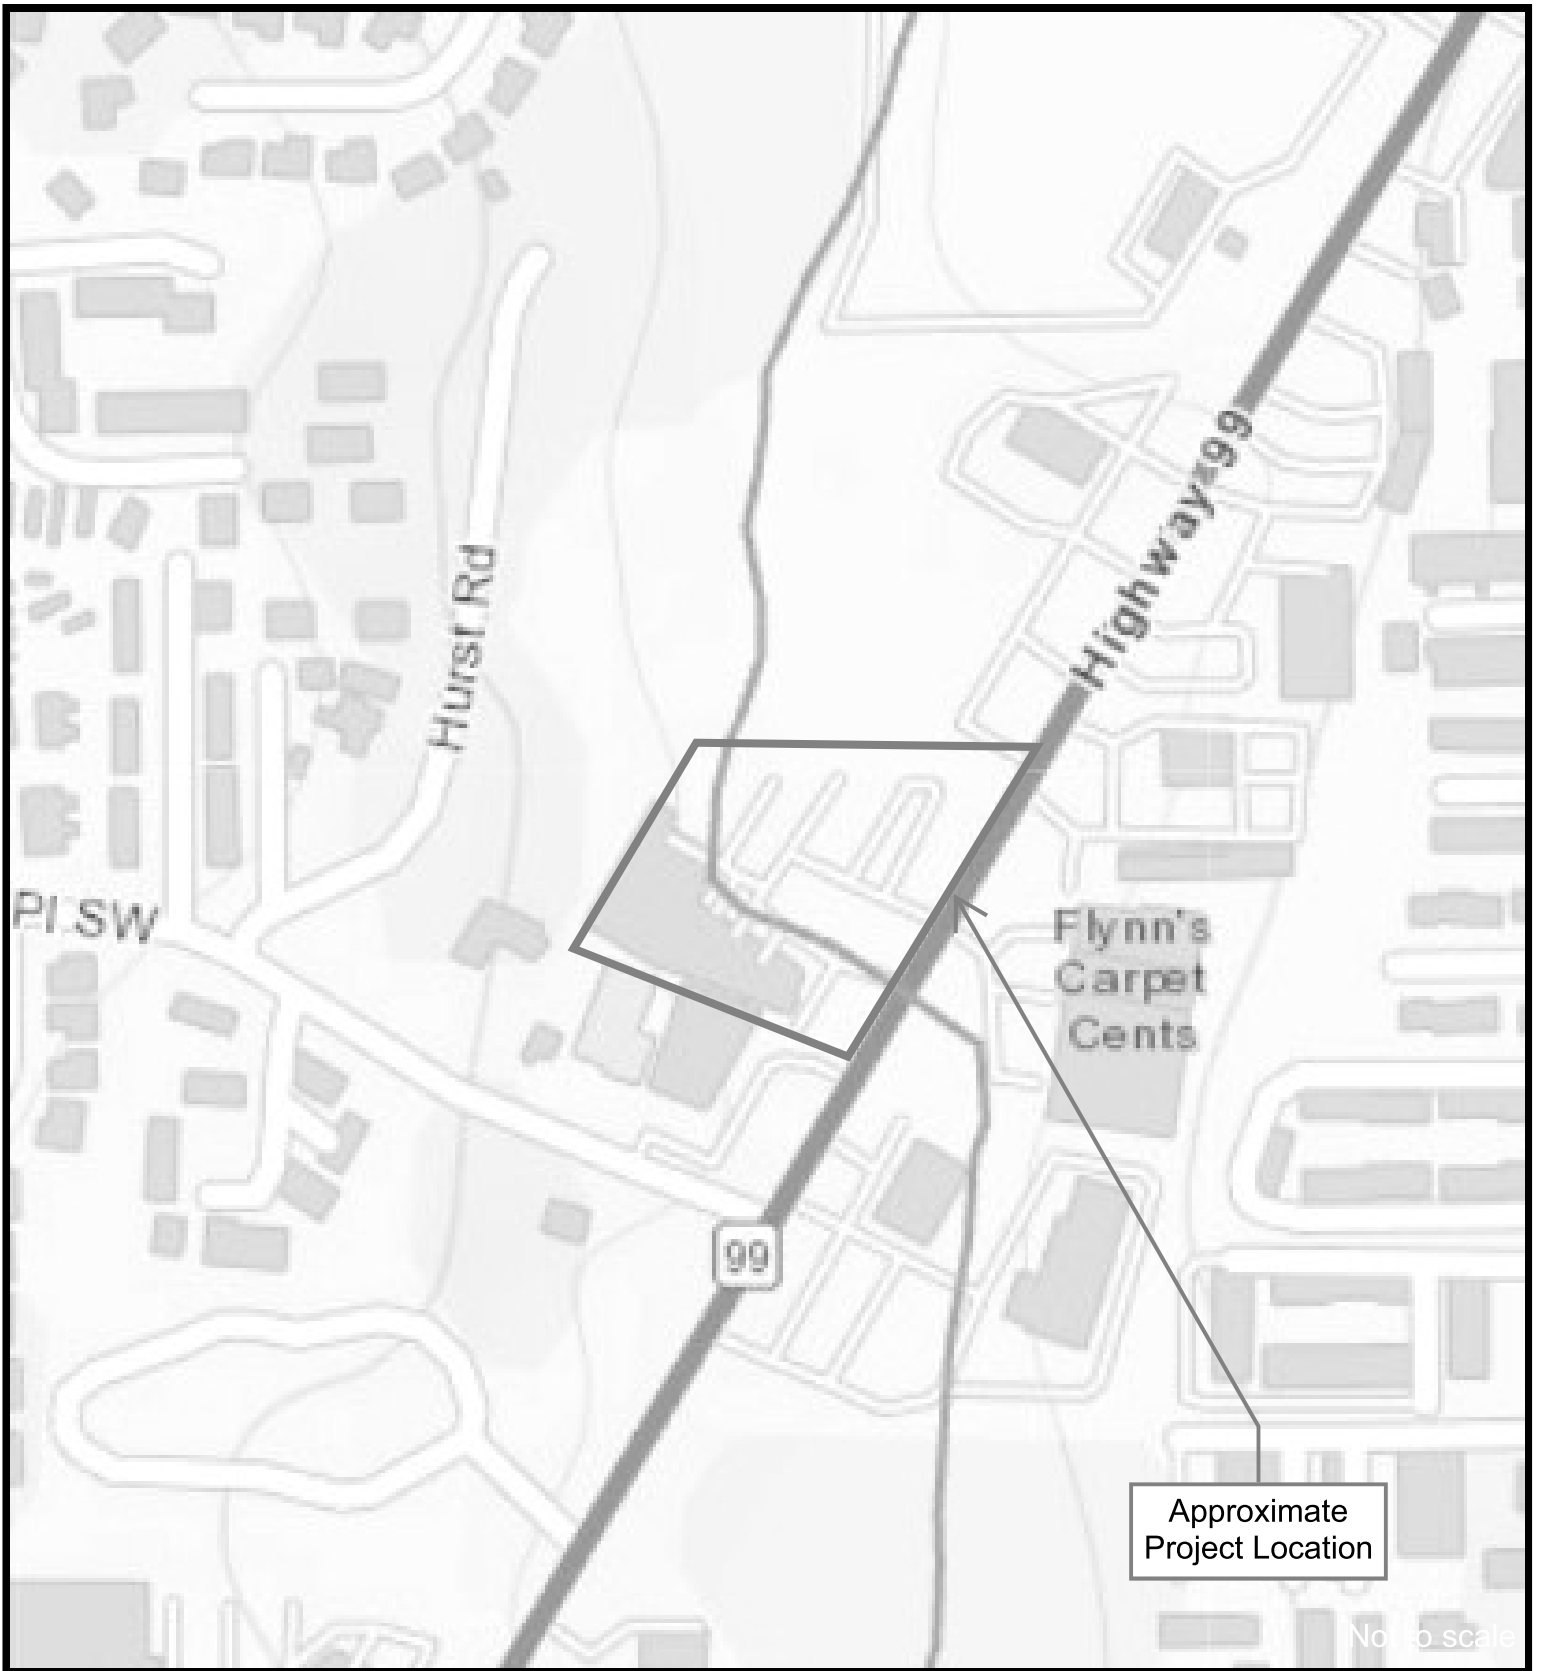 Highway 99
Hurst Rd
Pl SW
Flynn's
Carpet
Cents
99
Approximate
Project Location
Not to scale